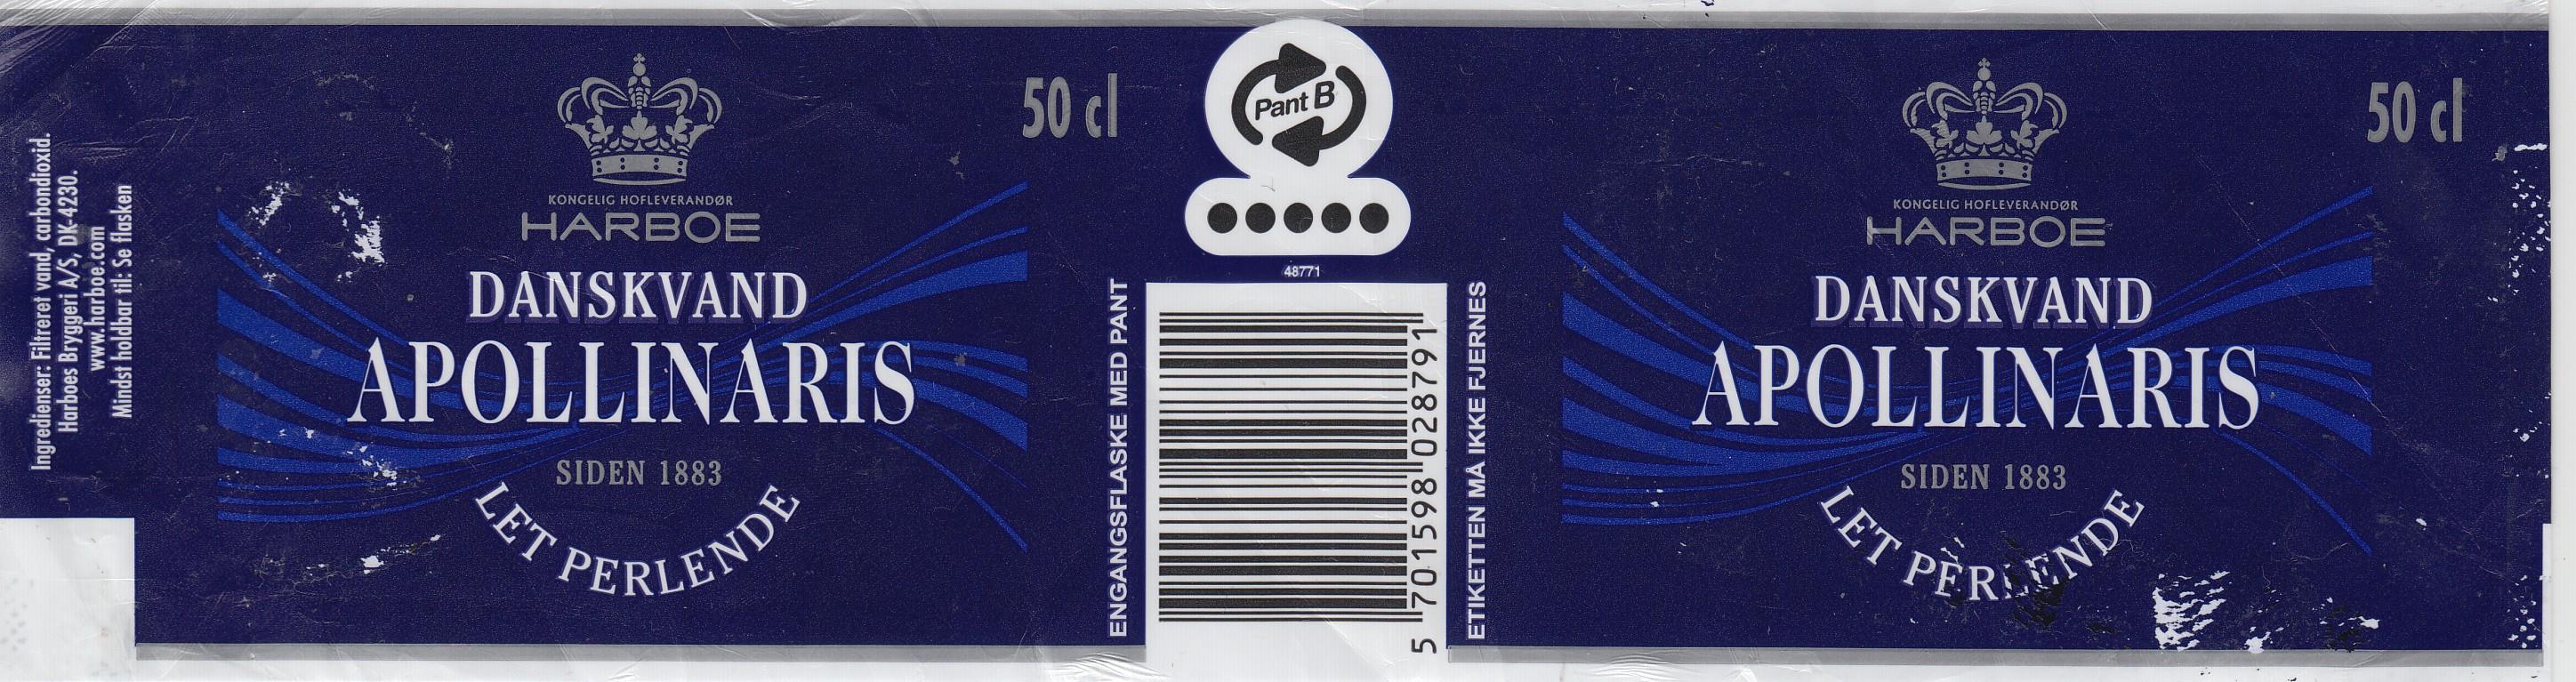 Ingredienser: Filtreret vand, carbondioxid.
Harboes Bryggeri A/S, DK-4230.
www.harboe.com
Mindst holdbar til: Se flasken
KONGELIG HOFLEVERANDØR
HARBOE
DANSKVAND
APOLLINARIS
SIDEN 1883
LET PERLENDE
50 cl
Pant B
48771
ENGANGSFLASKE MED PANT
5 701598 028791
ETIKETTEN MÅ IKKE FJERNES
50 cl
KONGELIG HOFLEVERANDØR
HARBOE
DANSKVAND
APOLLINARIS
SIDEN 1883
LET PERLENDE